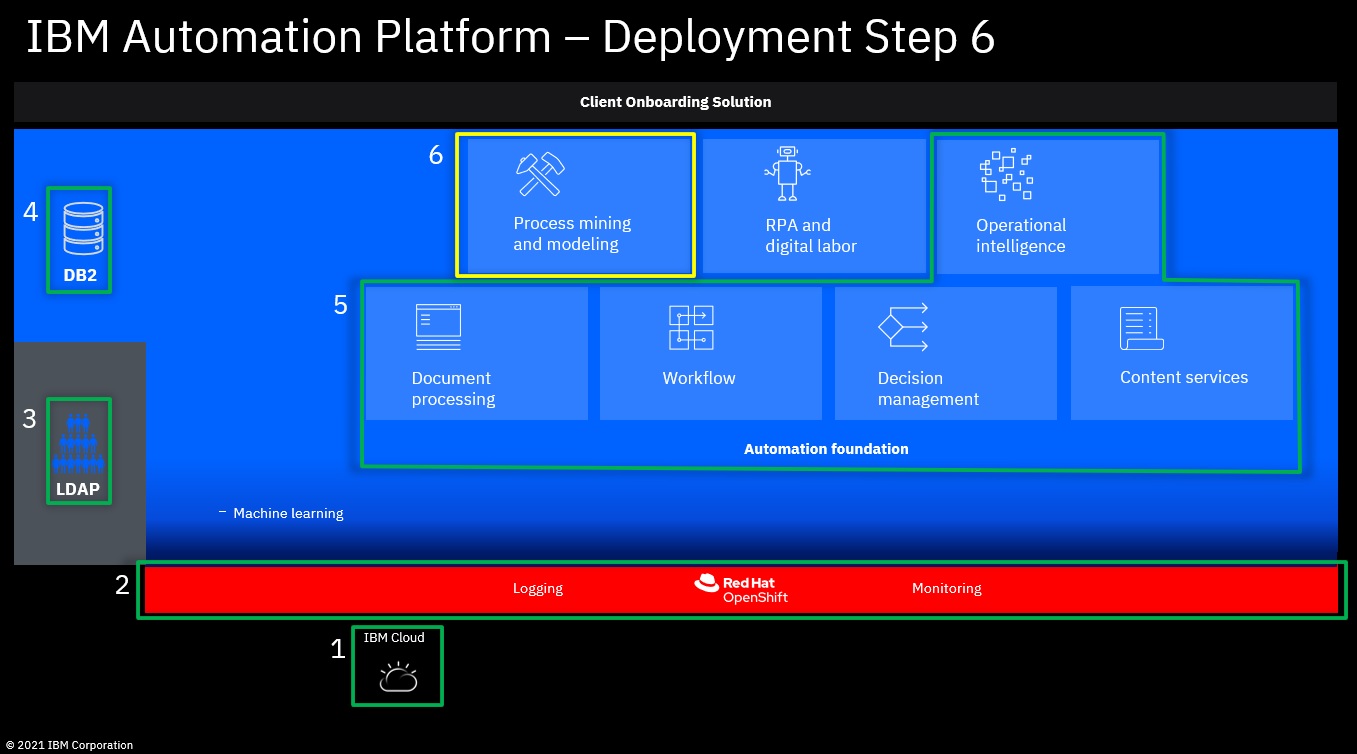 IBM Automation Platform – Deployment Step 6
Client Onboarding Solution
6
Process mining
and modeling
RPA and
digital labor
Operational
intelligence
4
DB2
5
Document
processing
Workflow
Decision
management
Content services
Automation foundation
3
LDAP
– Machine learning
2
Logging
Red Hat
OpenShift
Monitoring
1
IBM Cloud
© 2021 IBM Corporation